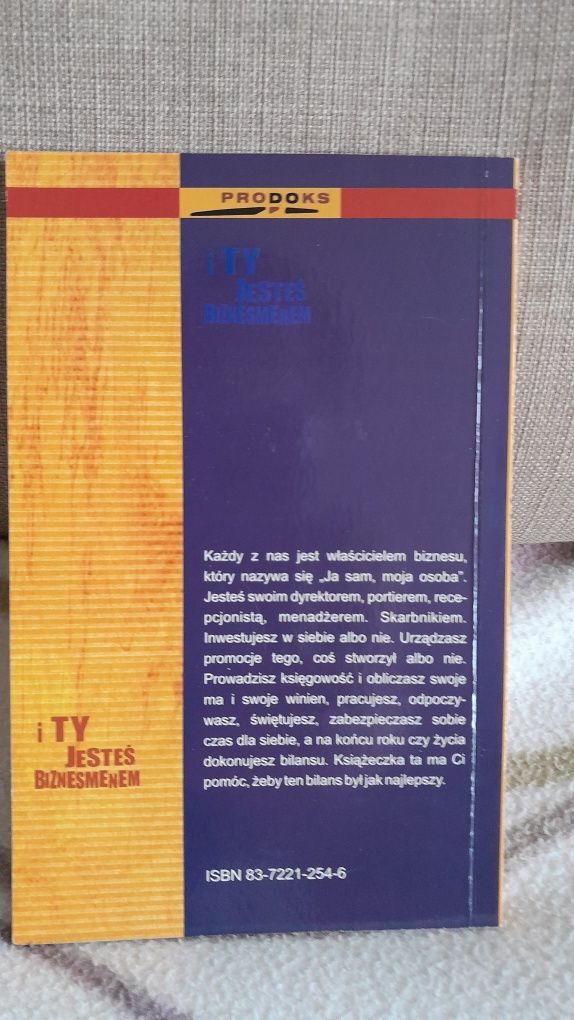 PRODOKS
i TY
JESTEŚ
BIZNESMENEM
Każdy z nas jest właścicielem biznesu,
który nazywa się „Ja sam, moja osoba”.
Jesteś swoim dyrektorem, portierem, rece-
pcjonistą, menadżerem. Skarbnikiem.
Inwestujesz w siebie albo nie. Urządzasz
promocje tego, coś stworzył albo nie.
Prowadzisz księgowość i obliczasz swoje
ma i swoje winien, pracujesz, odpoczy-
wasz, świętujesz, zabezpieczasz sobie
czas dla siebie, a na końcu roku czy życia
dokonujesz bilansu. Książeczka ta ma Ci
pomóc, żeby ten bilans był jak najlepszy.
i TY
JESTEŚ
BIZNESMENEM
ISBN 83-7221-254-6